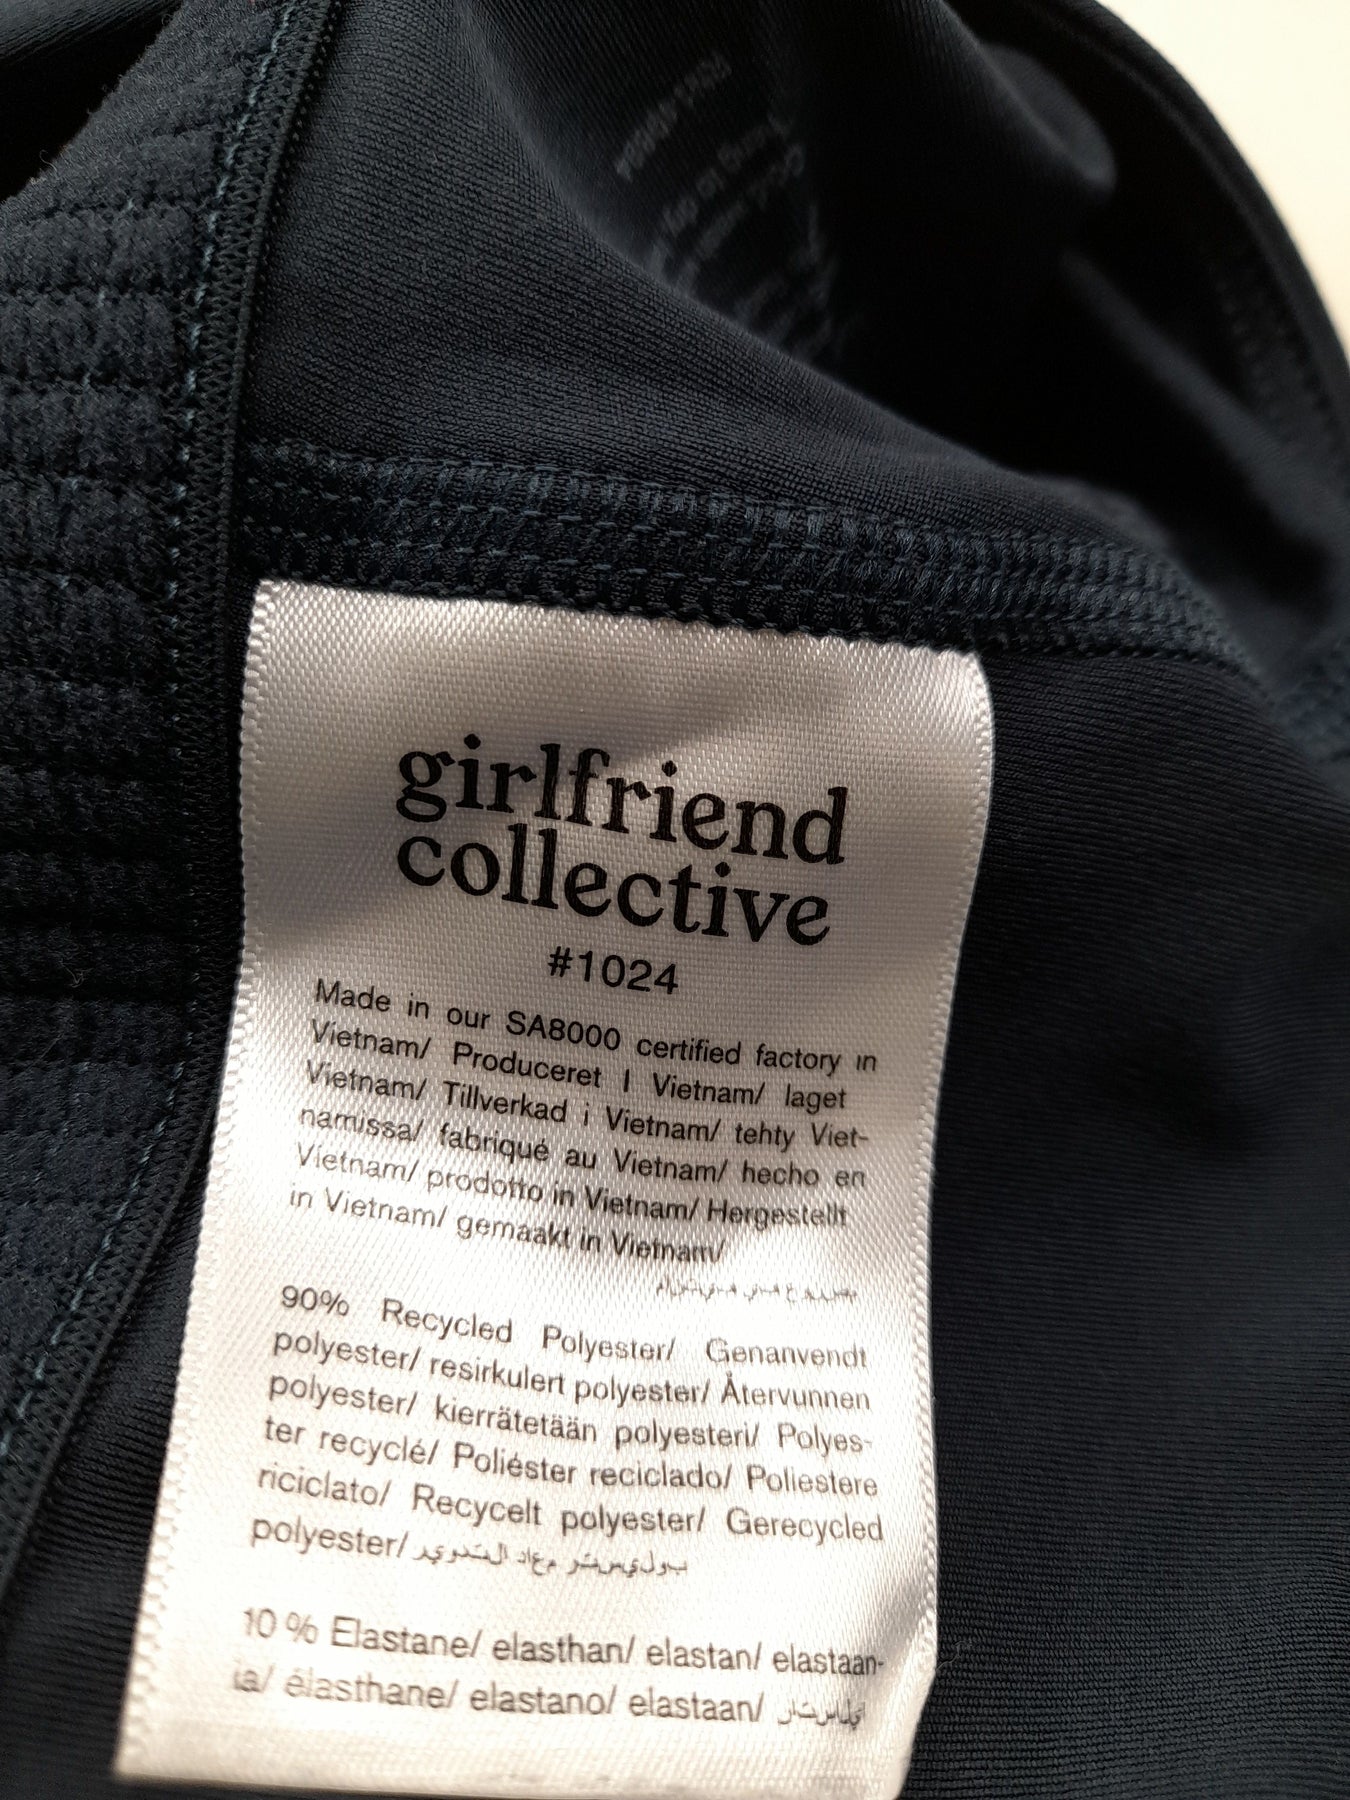 girlfriend
collective
#1024
Made in our SA8000 certified factory in
Vietnam/ Produceret I Vietnam/ laget
Vietnam/ Tillverkad i Vietnam/ tehty Viet-
namissa/ fabriqué au Vietnam/ hecho en
Vietnam/ prodotto in Vietnam/ Hergestellt
in Vietnam/ gemaakt in Vietnam/
90% Recycled Polyester/ Genanvendt
polyester/ resirkulert polyester/ Återvunnen
polyester/ kierrätetään polyesteri/ Polyes-
ter recyclé/ Poliéster reciclado/ Poliestere
riciclato/ Recycelt polyester/ Gerecycled
polyester/ بوليستر معاد التدوير
10 % Elastane/ elasthan/ elastan/ elastaan-
ia/ élasthane/ elastano/ elastaan/